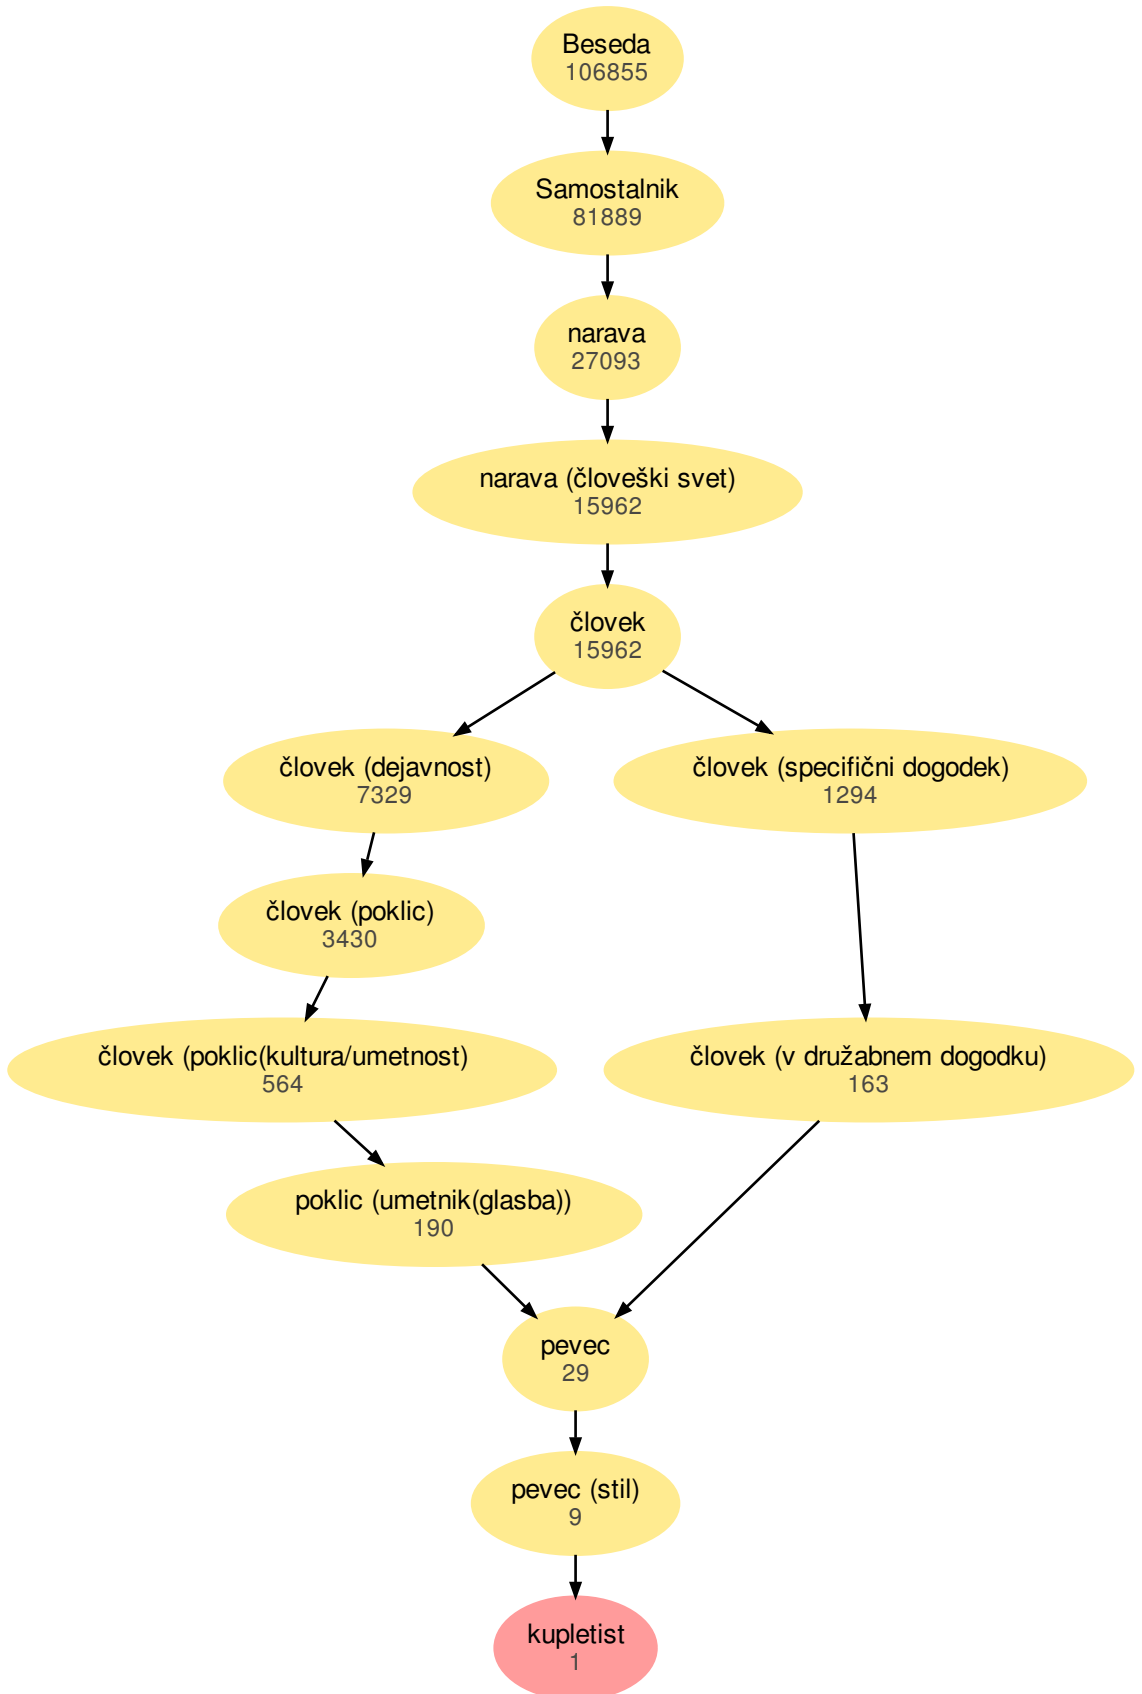 Beseda
106855
Samostalnik
81889
narava
27093
narava (človeški svet)
15962
človek
15962
človek (dejavnost)
7329
človek (specifični dogodek)
1294
človek (poklic)
3430
človek (poklic(kultura/umetnost)
564
človek (v družabnem dogodku)
163
poklic (umetnik(glasba))
190
pevec
29
pevec (stil)
9
kupletist
1